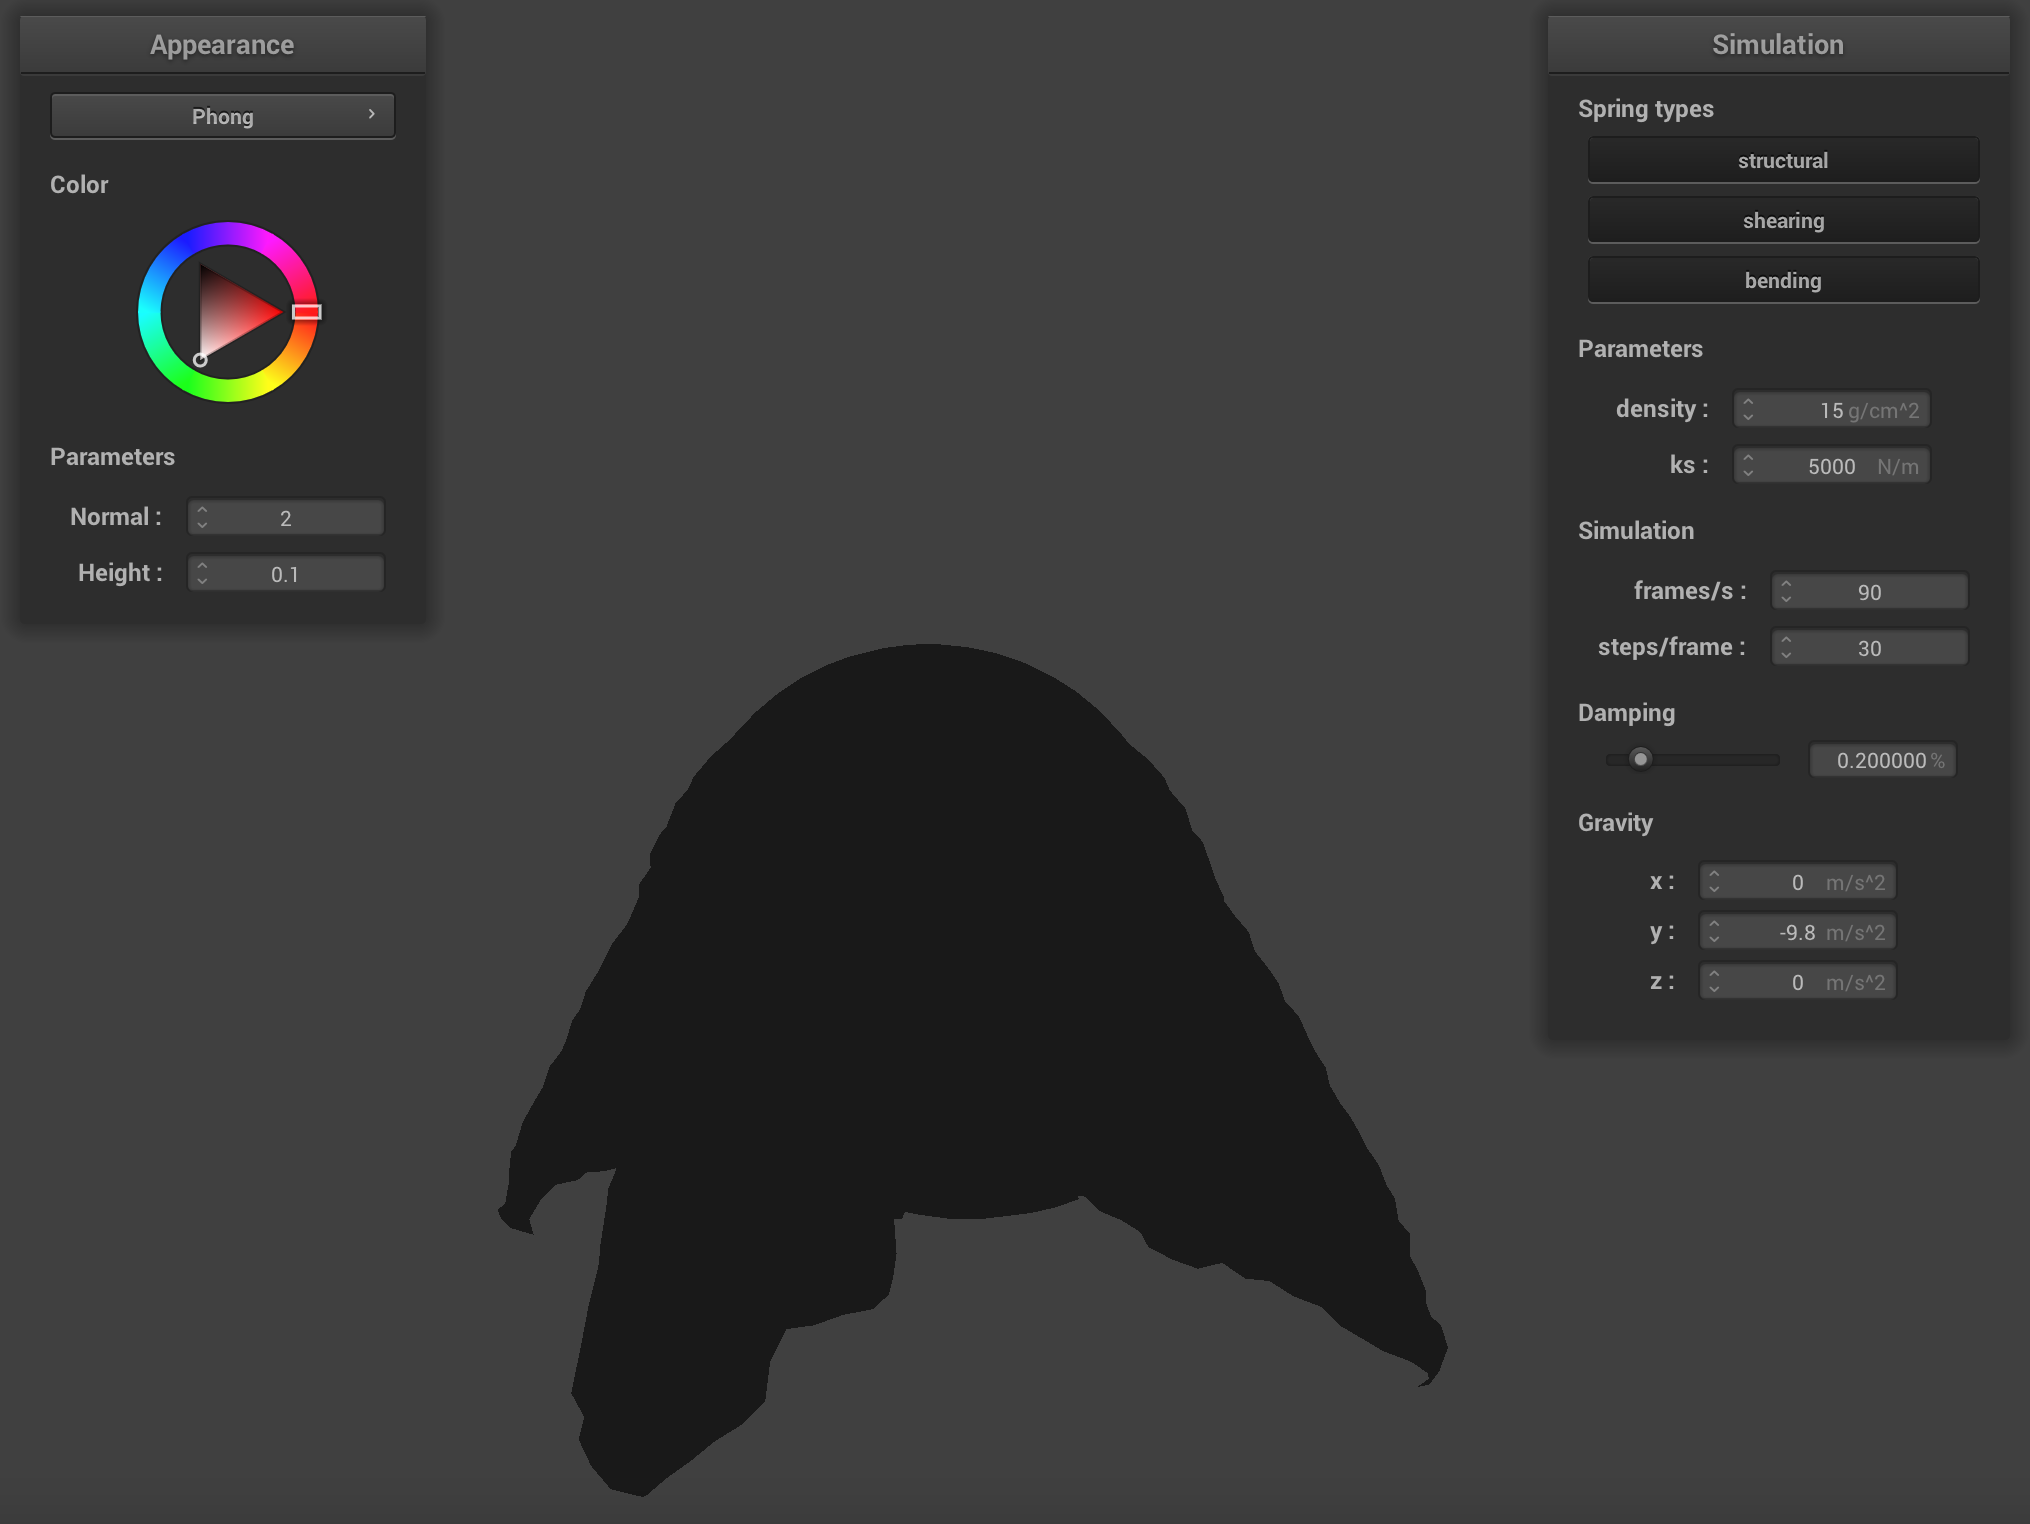 Appearance
Phong
Color
Parameters
Normal : 2
Height : 0.1
Simulation
Spring types
structural
shearing
bending
Parameters
density : 15 g/cm^2
ks : 5000 N/m
Simulation
frames/s : 90
steps/frame : 30
Damping
0.200000 %
Gravity
x : 0 m/s^2
y : -9.8 m/s^2
z : 0 m/s^2